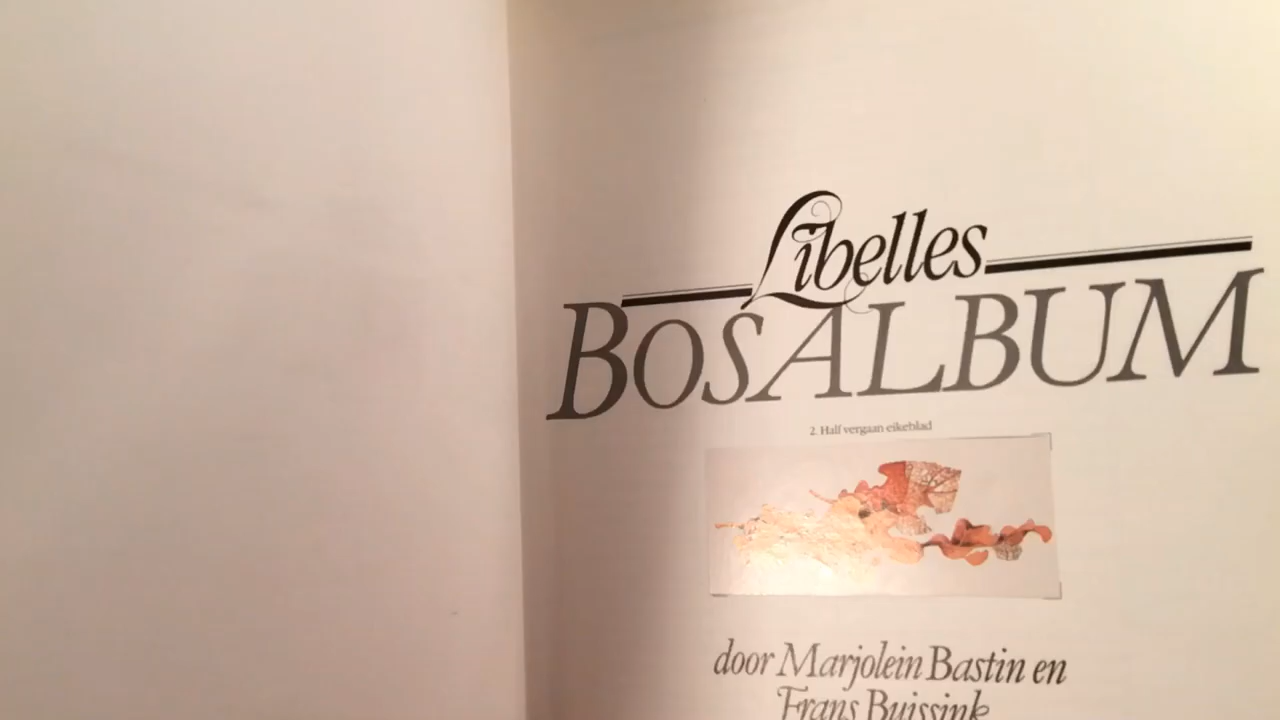 Libelles
BOSALBUM
2. Half vergaan eikeblad
door Marjolein Bastin en
Frans Buissink